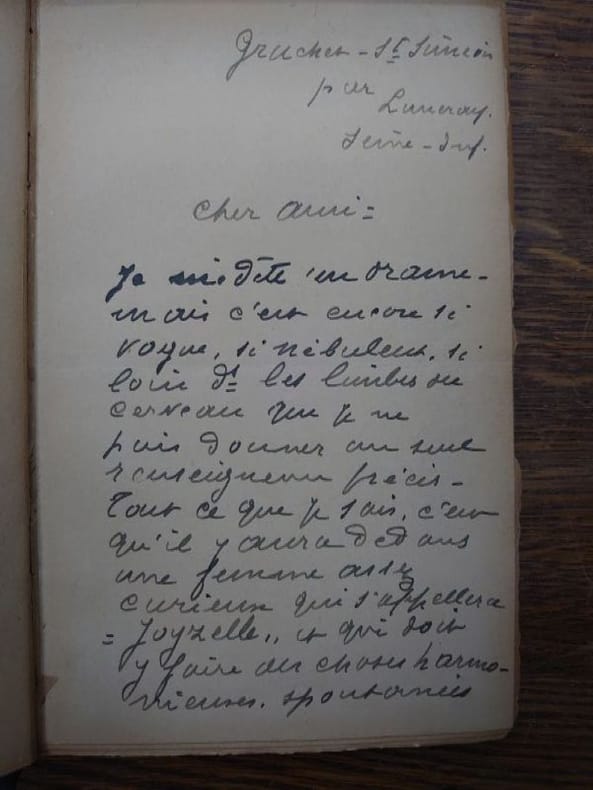 Gruchet-St Siméon
par
Luneray.
Seine-Inf.
cher ami =
Je médite un drame -
mais c'est encore si
vague, si nébuleux, si
loin ds les limbes du
cerveau que je ne
puis donner un seul
renseignement précis -
Tout ce que je sais, c'est
qu'il y aura dedans
une femme assez
curieuse qui s'appellera
= Joyzelle ,, et qui doit
y faire des choses harmo-
nieuses, spontanées